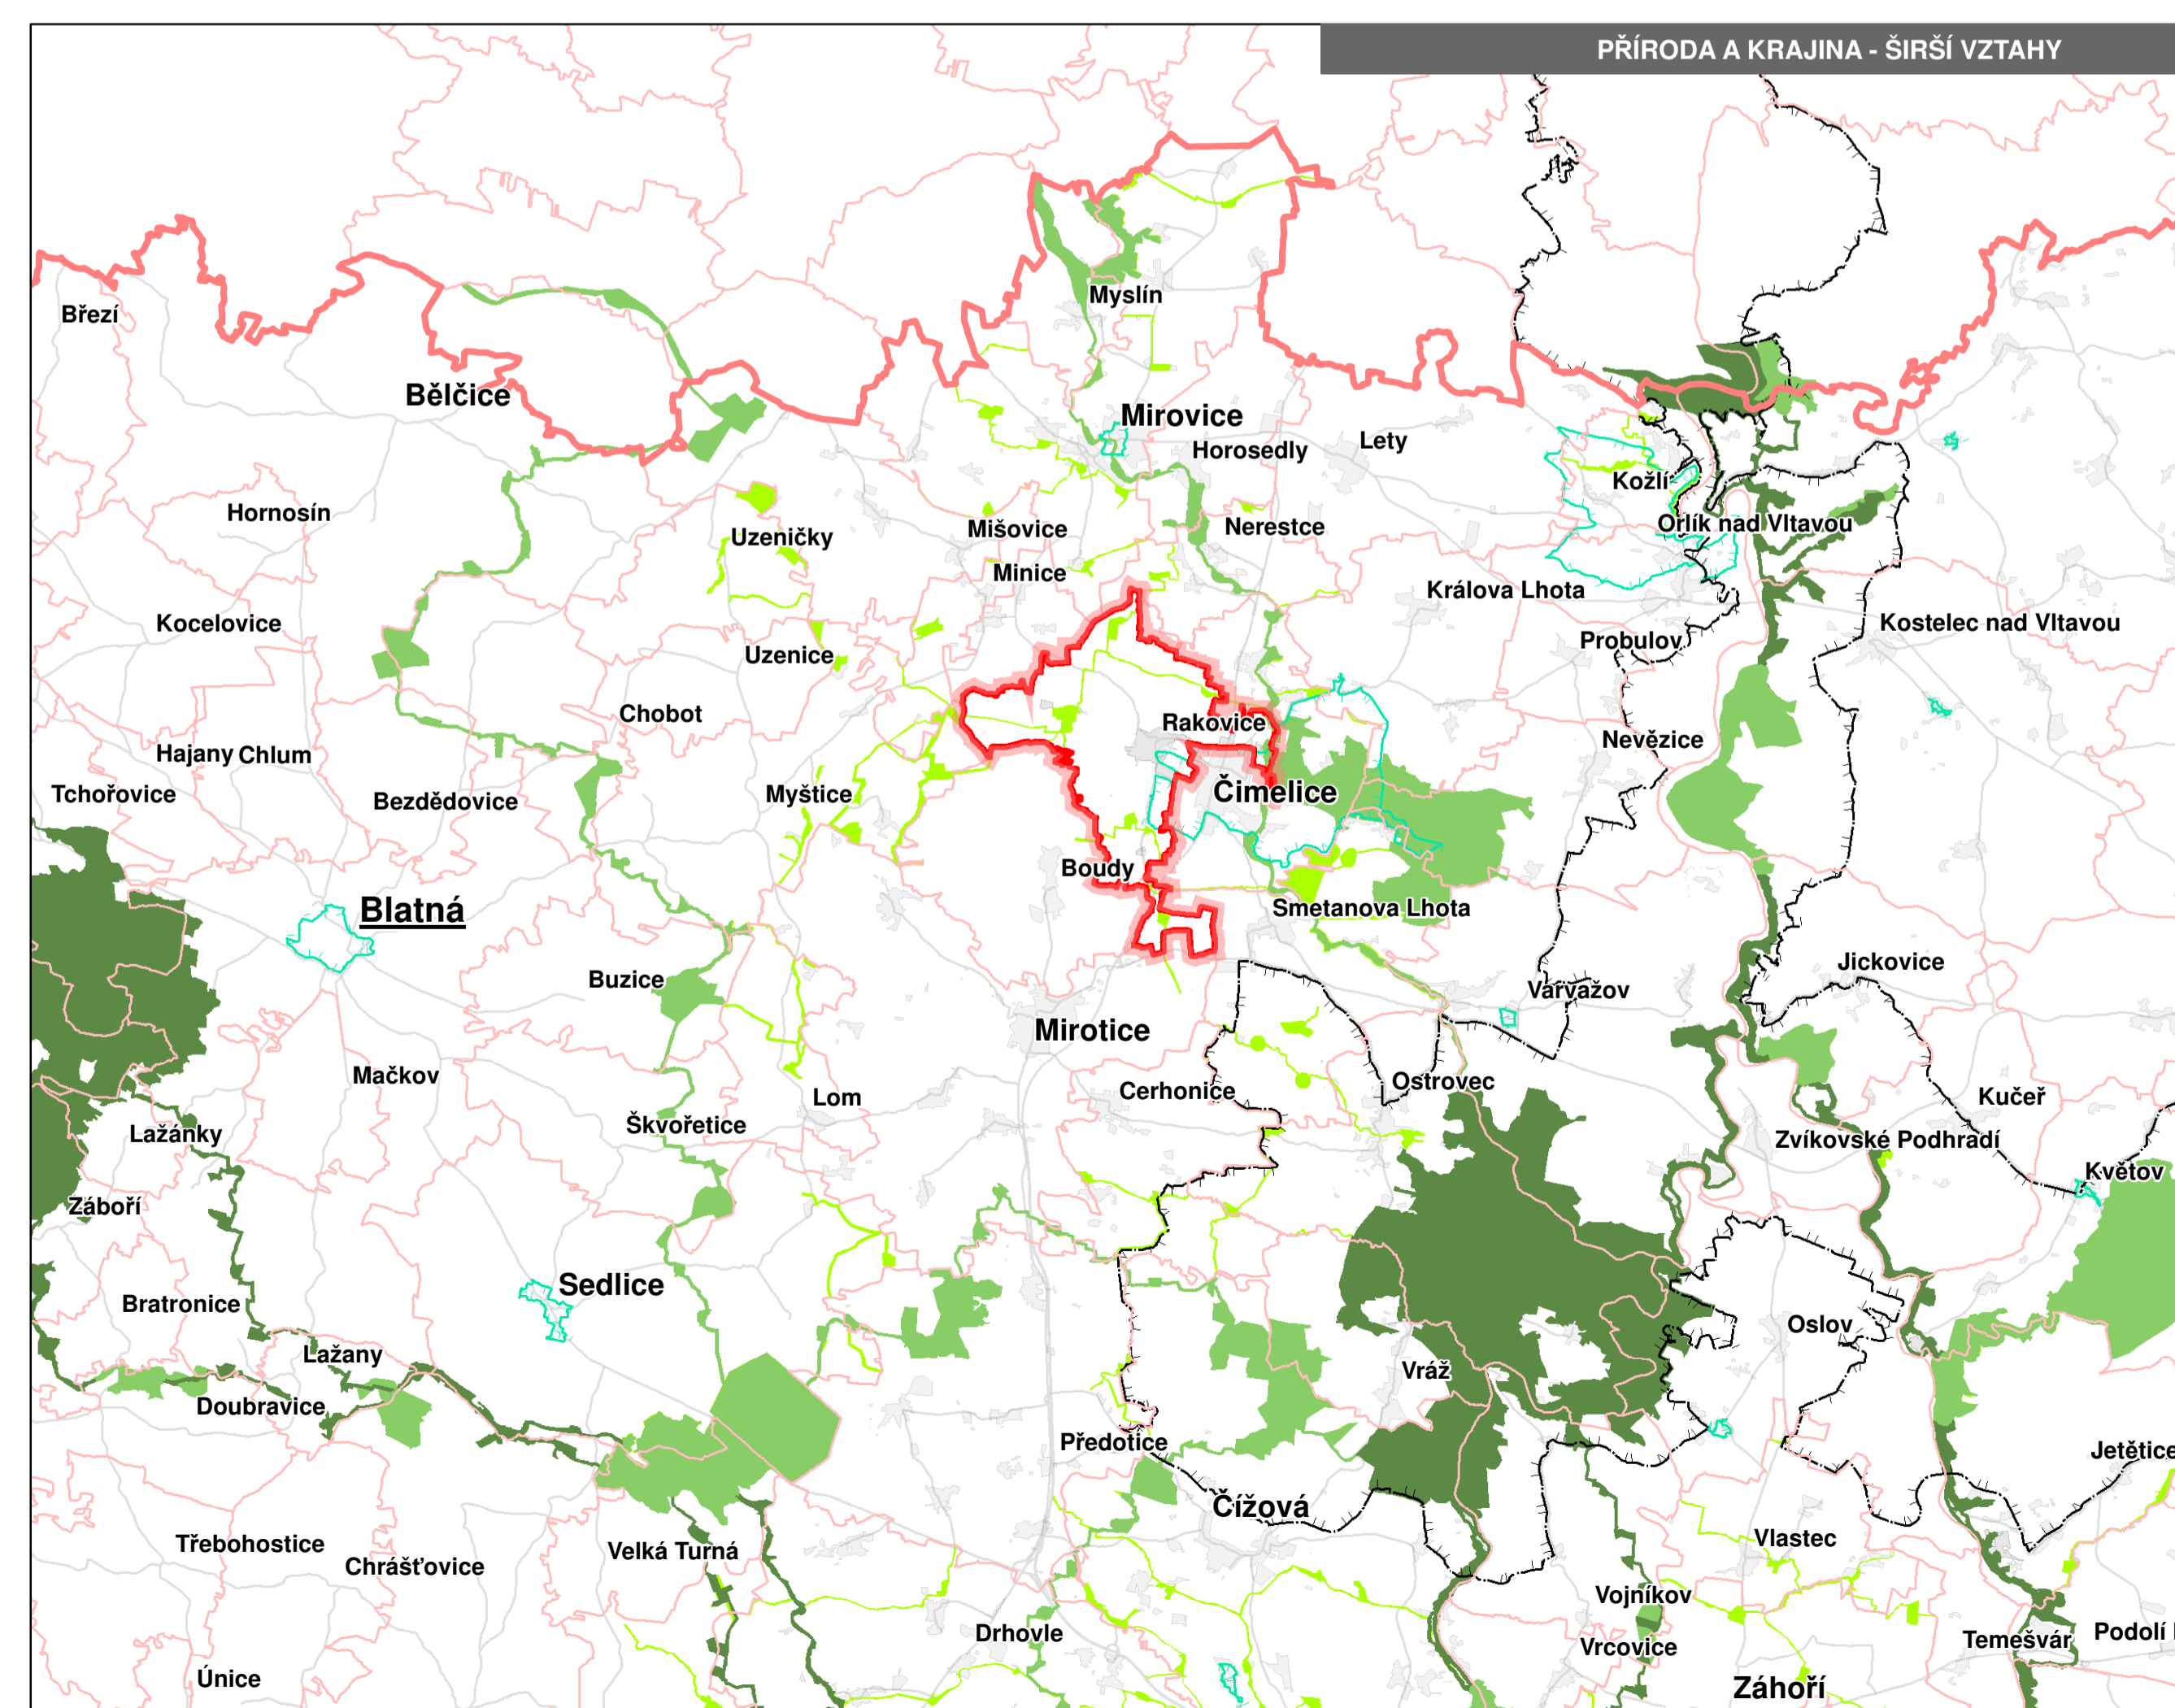 PŘÍRODA A KRAJINA - ŠIRŠÍ VZTAHY
Myslín
Březí
Bělčice
Mirovice
Lety
Horosedly
Kožlí
Hornosín
Orlík nad Vltavou
Nerestce
Mišovice
Uzeničky
Minice
Králova Lhota
Kocelovice
Kostelec nad Vltavou
Probulov
Uzenice
Chobot
Rakovice
Nevězice
Hajany
Chlum
Čimelice
Tchořovice
Myštice
Bezdědovice
Boudy
Smetanova Lhota
Blatná
Jickovice
Buzice
Varvažov
Mirotice
Mačkov
Ostrovec
Cerhonice
Lom
Kučeř
Škvořetice
Lažánky
Zvíkovské Podhradí
Květov
Záboří
Sedlice
Bratronice
Oslov
Lažany
Vráž
Doubravice
Předotice
Jetětice
Čížová
Vlastec
Třebohostice
Velká Turná
Chrášťovice
Vojníkov
Drhovle
Podolí
Temešvár
Vrcovice
Únice
Záhoří